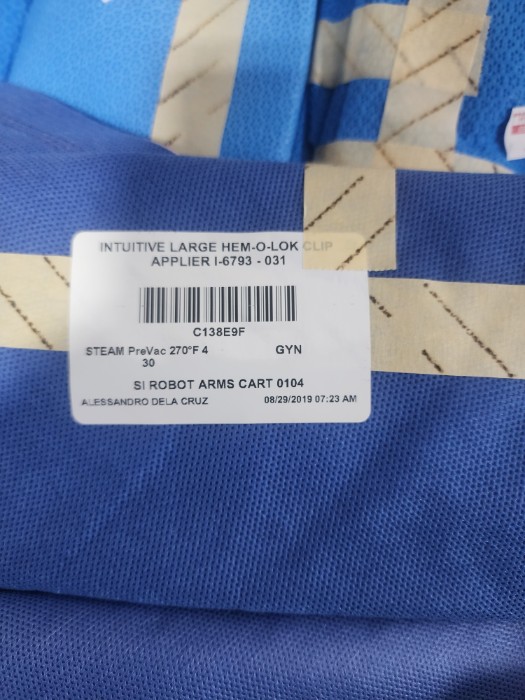 INTUITIVE LARGE HEM-O-LOK CLIP
APPLIER I-6793 - 031
C138E9F
STEAM PreVac 270°F 4 GYN
30
SI ROBOT ARMS CART 0104
ALESSANDRO DELA CRUZ 08/29/2019 07:23 AM